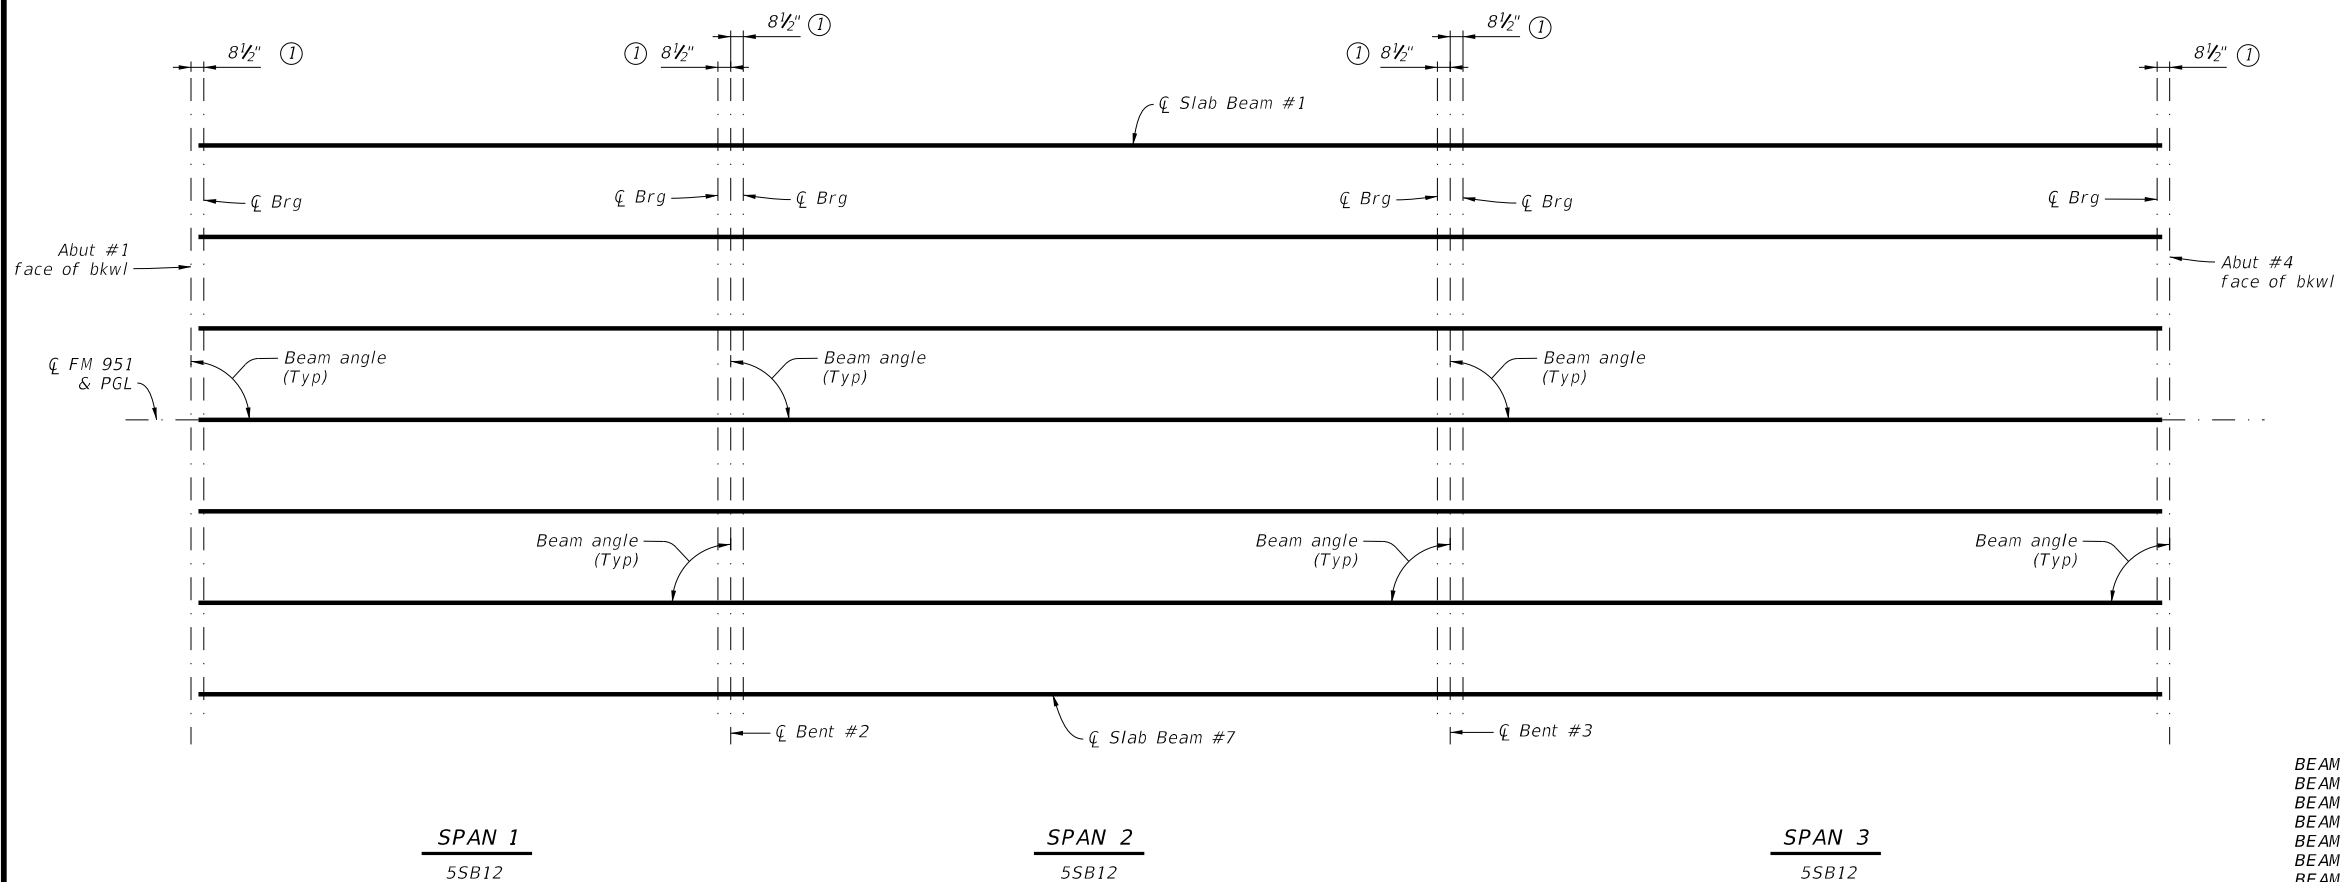 8½" ①
8½" ①
① 8½"
8½" ①
① 8½"
8½" ①
℄ Slab Beam #1
℄ Brg
℄ Brg
℄ Brg
℄ Brg
℄ Brg
℄ Brg
Abut #1
face of bkwl
Abut #4
face of bkwl
℄ FM 951
& PGL
Beam angle
(Typ)
Beam angle
(Typ)
Beam angle
(Typ)
Beam angle
(Typ)
Beam angle
(Typ)
Beam angle
(Typ)
℄ Bent #2
℄ Slab Beam #7
℄ Bent #3
BEAM
BEAM
BEAM
BEAM
BEAM
BEAM
BEAM
SPAN 1
5SB12
SPAN 2
5SB12
SPAN 3
5SB12